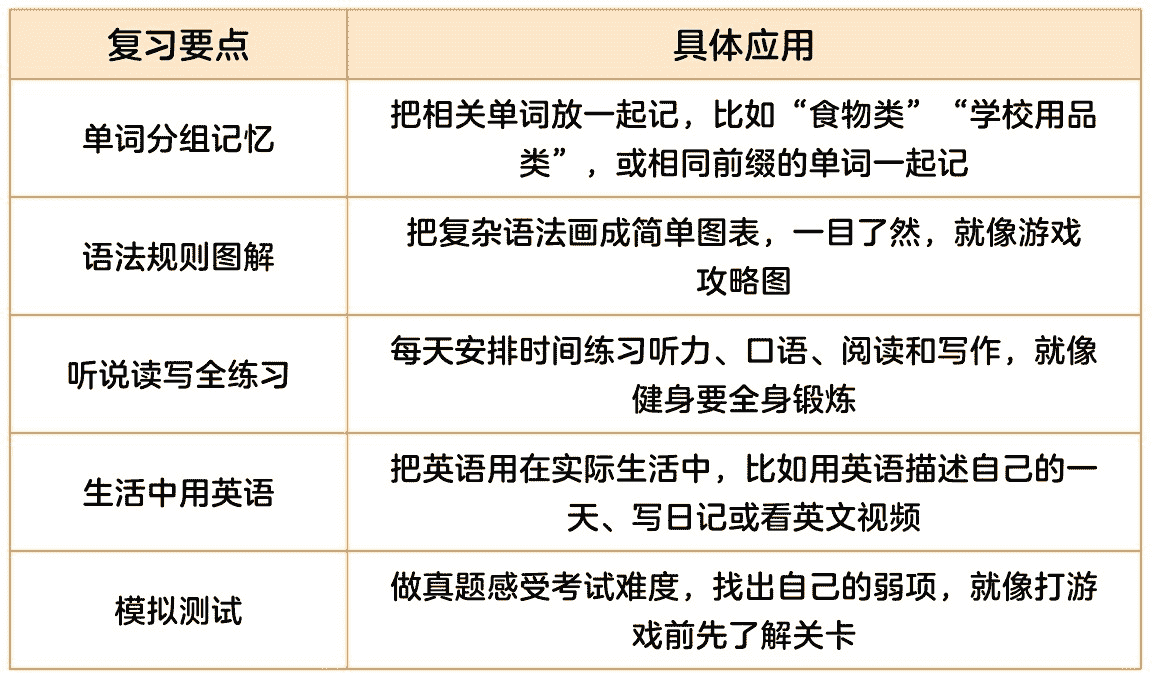 复习要点
具体应用
单词分组记忆
把相关单词放一起记，比如“食物类”“学校用品
类”，或相同前缀的单词一起记
语法规则图解
把复杂语法画成简单图表，一目了然，就像游戏
攻略图
听说读写全练习
每天安排时间练习听力、口语、阅读和写作，就像
健身要全身锻炼
生活中用英语
把英语用在实际生活中，比如用英语描述自己的一
天、写日记或看英文视频
模拟测试
做真题感受考试难度，找出自己的弱项，就像打游
戏前先了解关卡